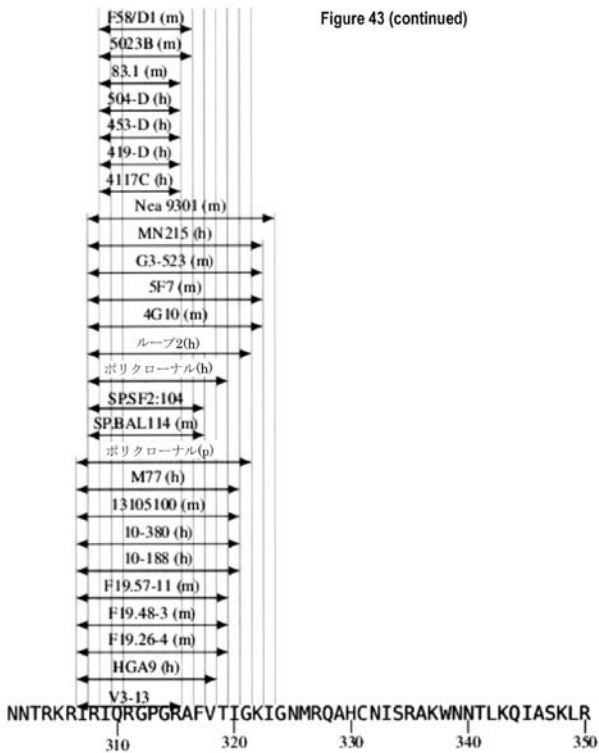 Figure 43 (continued)
F58/D1 (m)
5023B (m)
83.1 (m)
504-D (h)
453-D (h)
419-D (h)
4117C (h)
Nea 9301 (m)
MN215 (h)
G3-523 (m)
5F7 (m)
4G10 (m)
ループ2(h)
ポリクローナル(h)
SP.SF2:104
SP.BAL114 (m)
ポリクローナル(p)
M77 (h)
13105100 (m)
10-380 (h)
10-188 (h)
F19.57-11 (m)
F19.48-3 (m)
F19.26-4 (m)
HGA9 (h)
V3-13
NNTRKRIRIQRGPGRAFVTIGKIGNMRQAHCNISRAKWNNTLKQIASKLR
310 320 330 340 350